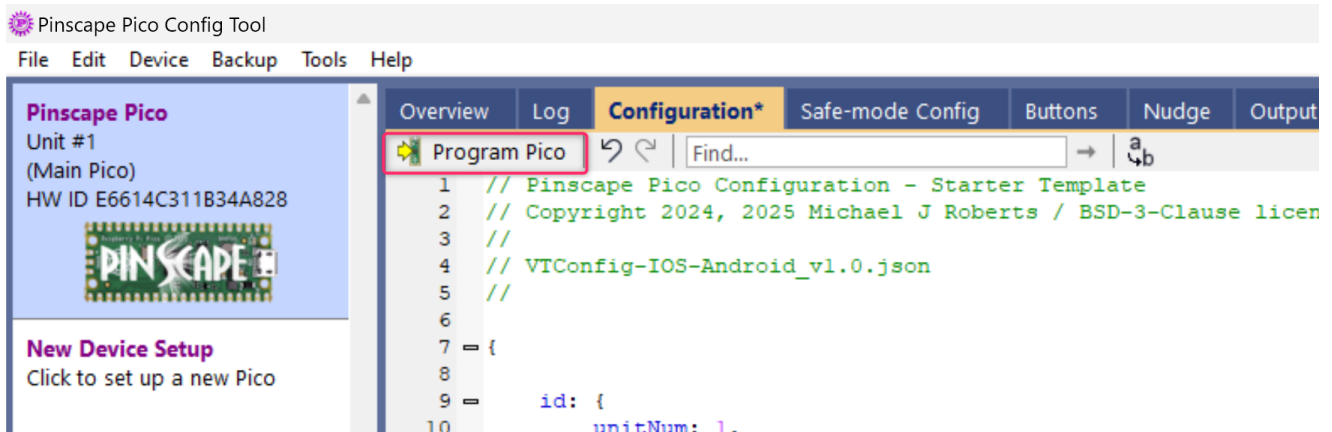 Pinscape Pico Config Tool
File Edit Device Backup Tools Help
Pinscape Pico
Unit #1
(Main Pico)
HW ID E6614C311B34A828
PINSCAPE
New Device Setup
Click to set up a new Pico
Overview Log Configuration* Safe-mode Config Buttons Nudge Output
Program Pico Find... a b
1 // Pinscape Pico Configuration - Starter Template
2 // Copyright 2024, 2025 Michael J Roberts / BSD-3-Clause licen
3 //
4 // VTConfig-IOS-Android_v1.0.json
5 //
6
7 {
8
9 id: {
10 unitNum: 1,